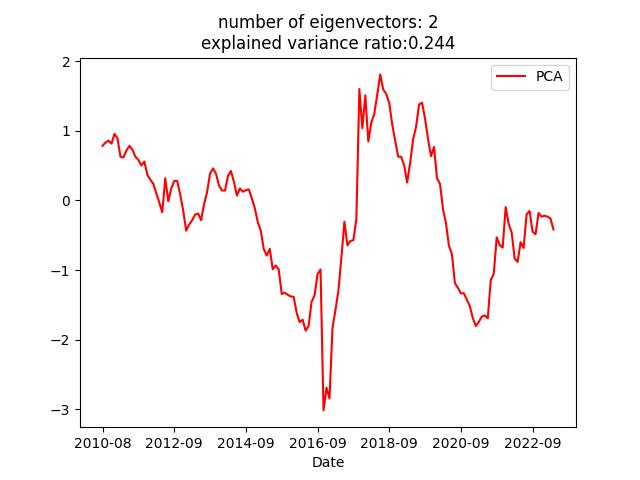 number of eigenvectors: 2
explained variance ratio:0.244
PCA
2
1
0
−1
−2
−3
2010-08 2012-09 2014-09 2016-09 2018-09 2020-09 2022-09
Date